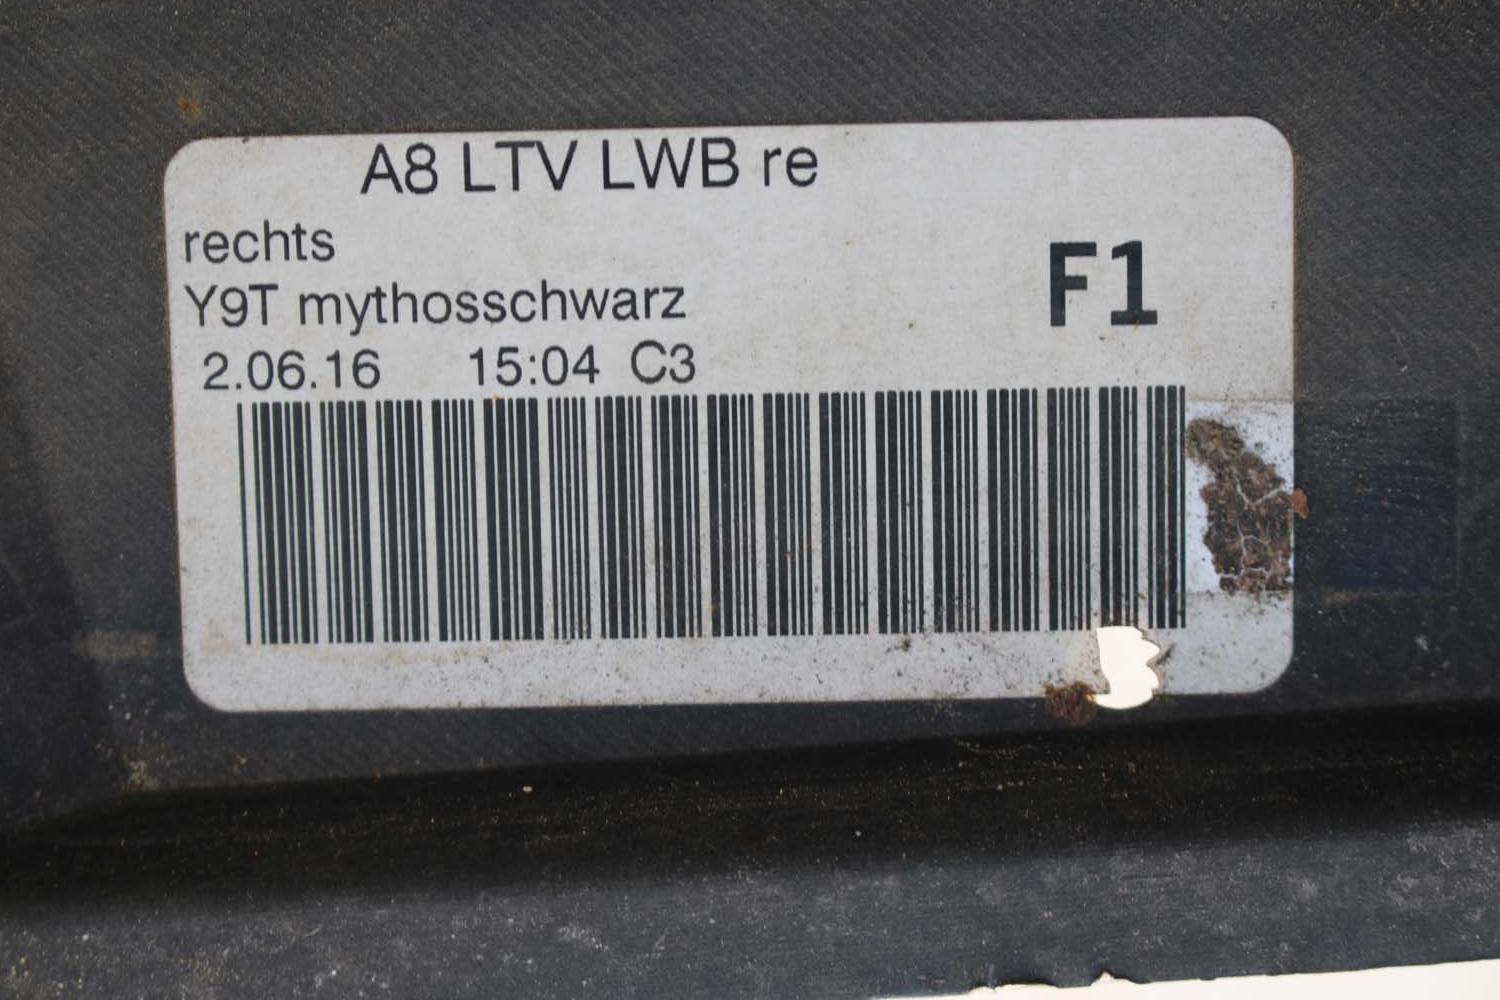 A8 LTV LWB re
rechts
Y9T mythosschwarz
F1
2.06.16 15:04 C3